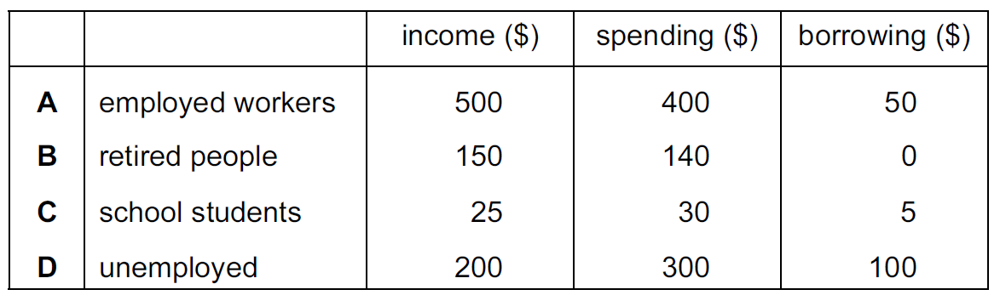 income ($) spending ($) borrowing ($)
A employed workers 500 400 50
B retired people 150 140 0
C school students 25 30 5
D unemployed 200 300 100